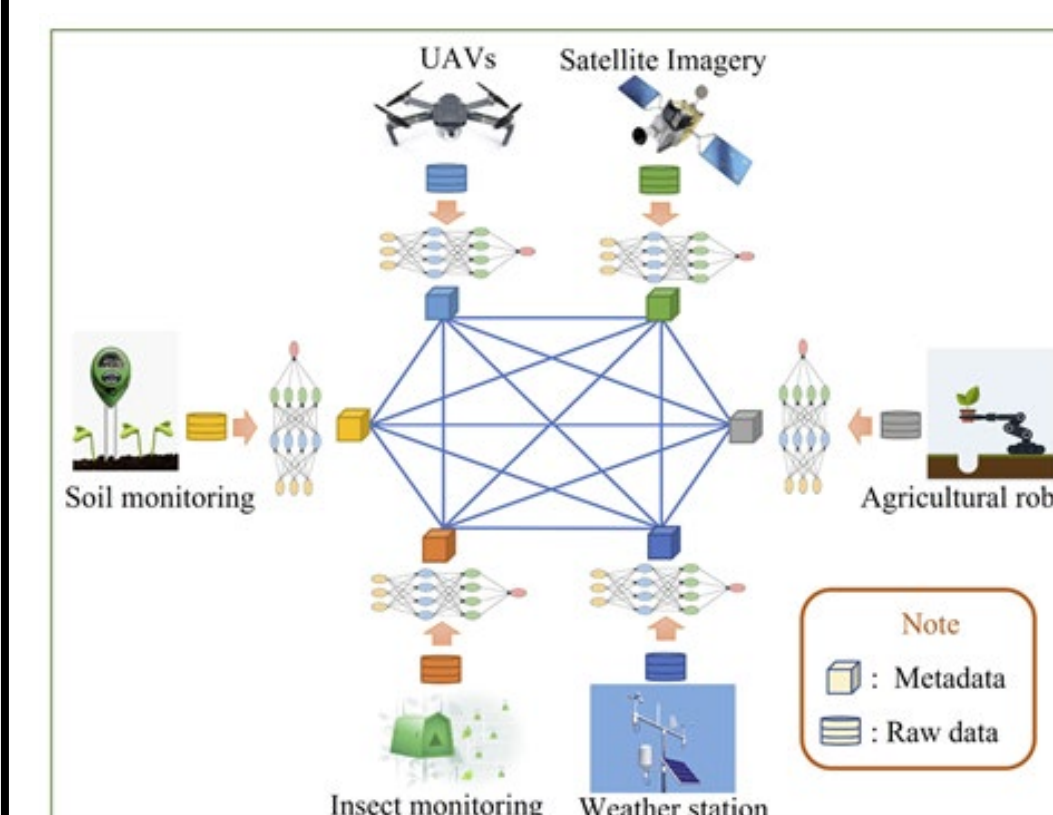 UAVs
Satellite Imagery
Soil monitoring
Agricultural rob
Note
: Metadata
: Raw data
Insect monitoring
Weather station